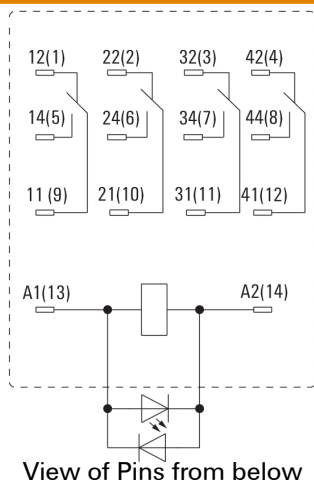 12(1) 22(2) 32(3) 42(4)
14(5) 24(6) 34(7) 44(8)
11 (9) 21(10) 31(11) 41(12)
A1(13) A2(14)
View of Pins from below